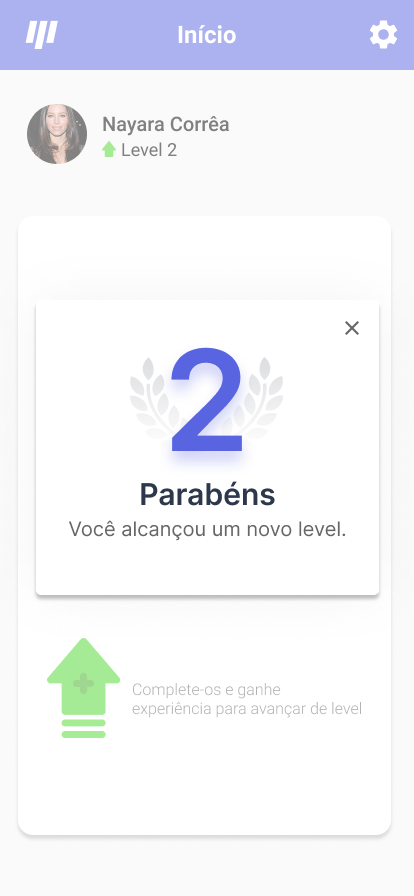 Início
Nayara Corrêa
Level 2
2
Parabéns
Você alcançou um novo level.
Complete-os e ganhe
experiência para avançar de level